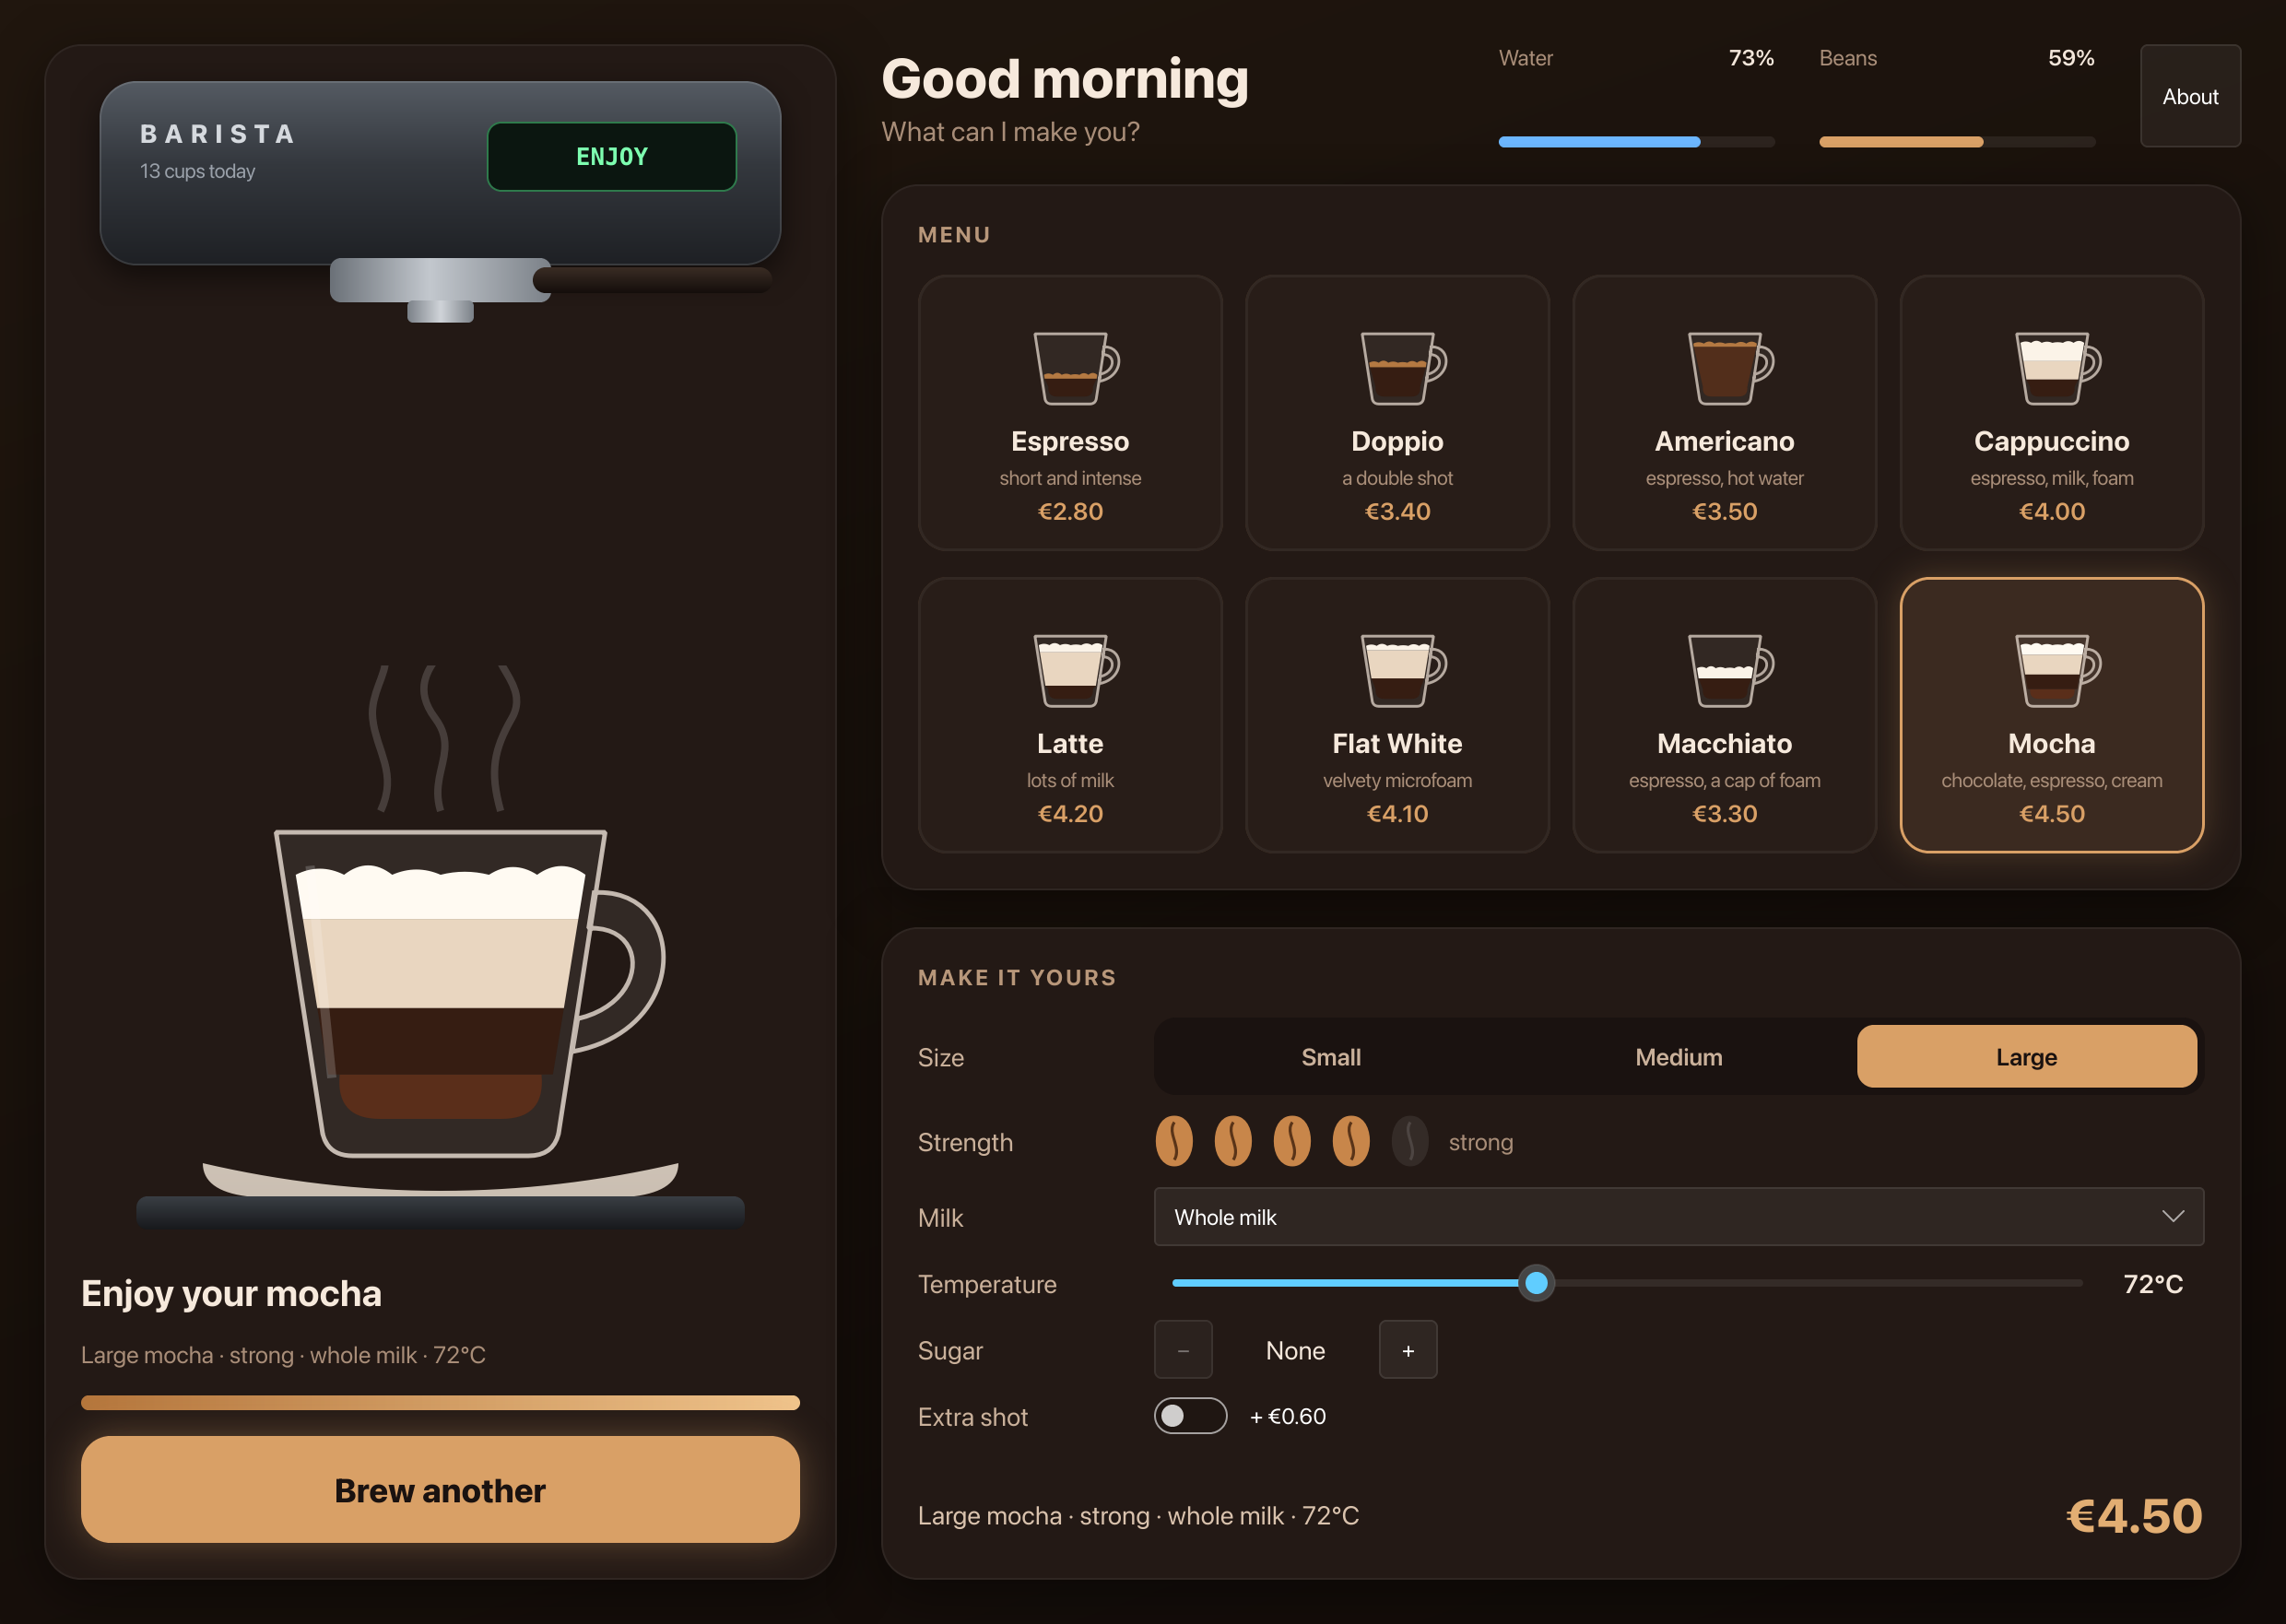 BARISTA
13 cups today
ENJOY
Enjoy your mocha
Large mocha · strong · whole milk · 72°C
Brew another
Good morning
What can I make you?
Water 73%
Beans 59%
About
MENU
Espresso
short and intense
€2.80
Doppio
a double shot
€3.40
Americano
espresso, hot water
€3.50
Cappuccino
espresso, milk, foam
€4.00
Latte
lots of milk
€4.20
Flat White
velvety microfoam
€4.10
Macchiato
espresso, a cap of foam
€3.30
Mocha
chocolate, espresso, cream
€4.50
MAKE IT YOURS
Size Small Medium Large
Strength strong
Milk Whole milk
Temperature 72°C
Sugar − None +
Extra shot + €0.60
Large mocha · strong · whole milk · 72°C €4.50